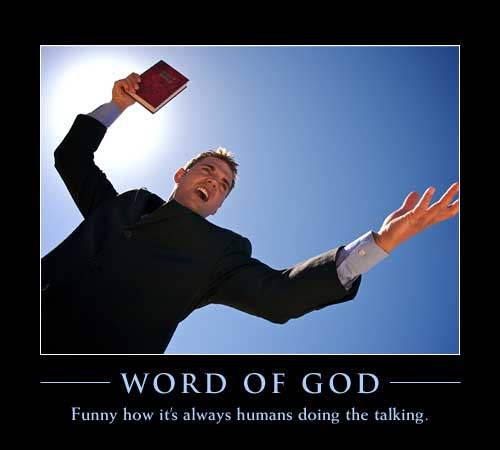 WORD OF GOD
Funny how it's always humans doing the talking.